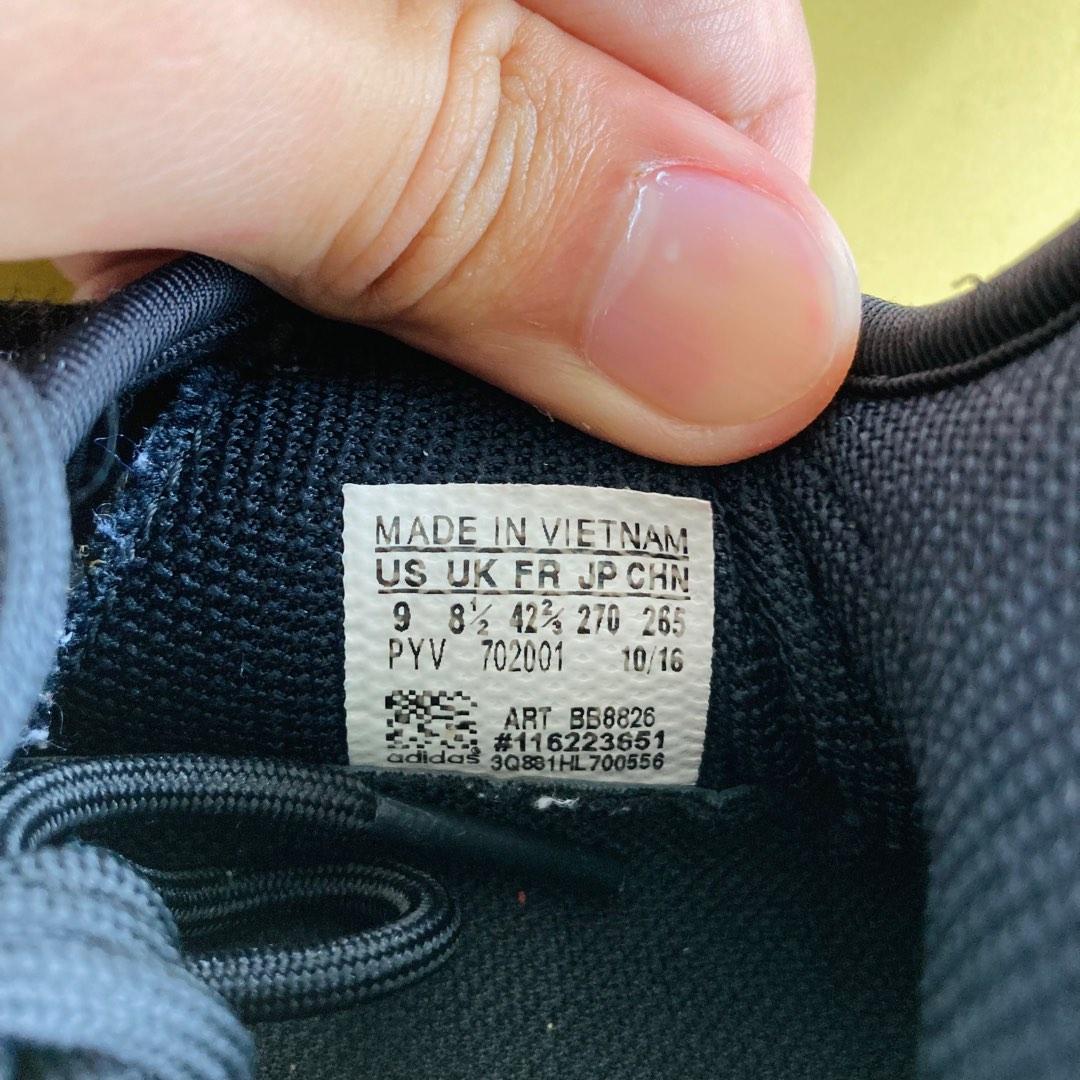 MADE IN VIETNAM
US UK FR JP CHN
9 8½ 42⅔ 270 265
PYV 702001 10/16
ART BB8826
#116223651
adidas 3Q881HL700556